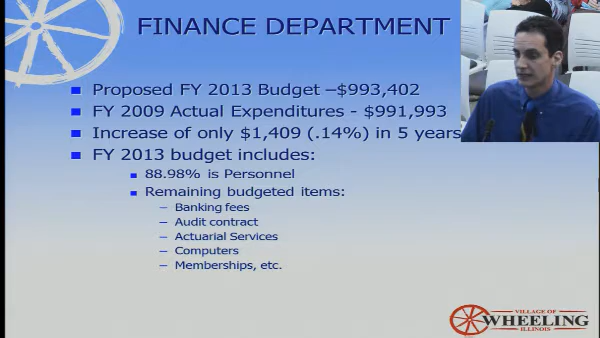 FINANCE DEPARTMENT
Proposed FY 2013 Budget –$993,402
FY 2009 Actual Expenditures - $991,993
Increase of only $1,409 (.14%) in 5 years
FY 2013 budget includes:
88.98% is Personnel
Remaining budgeted items:
– Banking fees
– Audit contract
– Actuarial Services
– Computers
– Memberships, etc.
VILLAGE OF
WHEELING
ILLINOIS